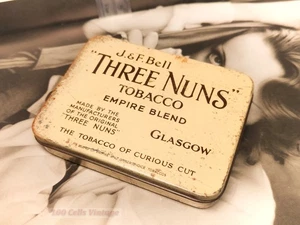 J.& F. Bell
"THREE NUNS"
TOBACCO
EMPIRE BLEND
MADE BY THE
MANUFACTURERS
OF THE ORIGINAL
"THREE NUNS"
GLASGOW
THE TOBACCO OF CURIOUS CUT